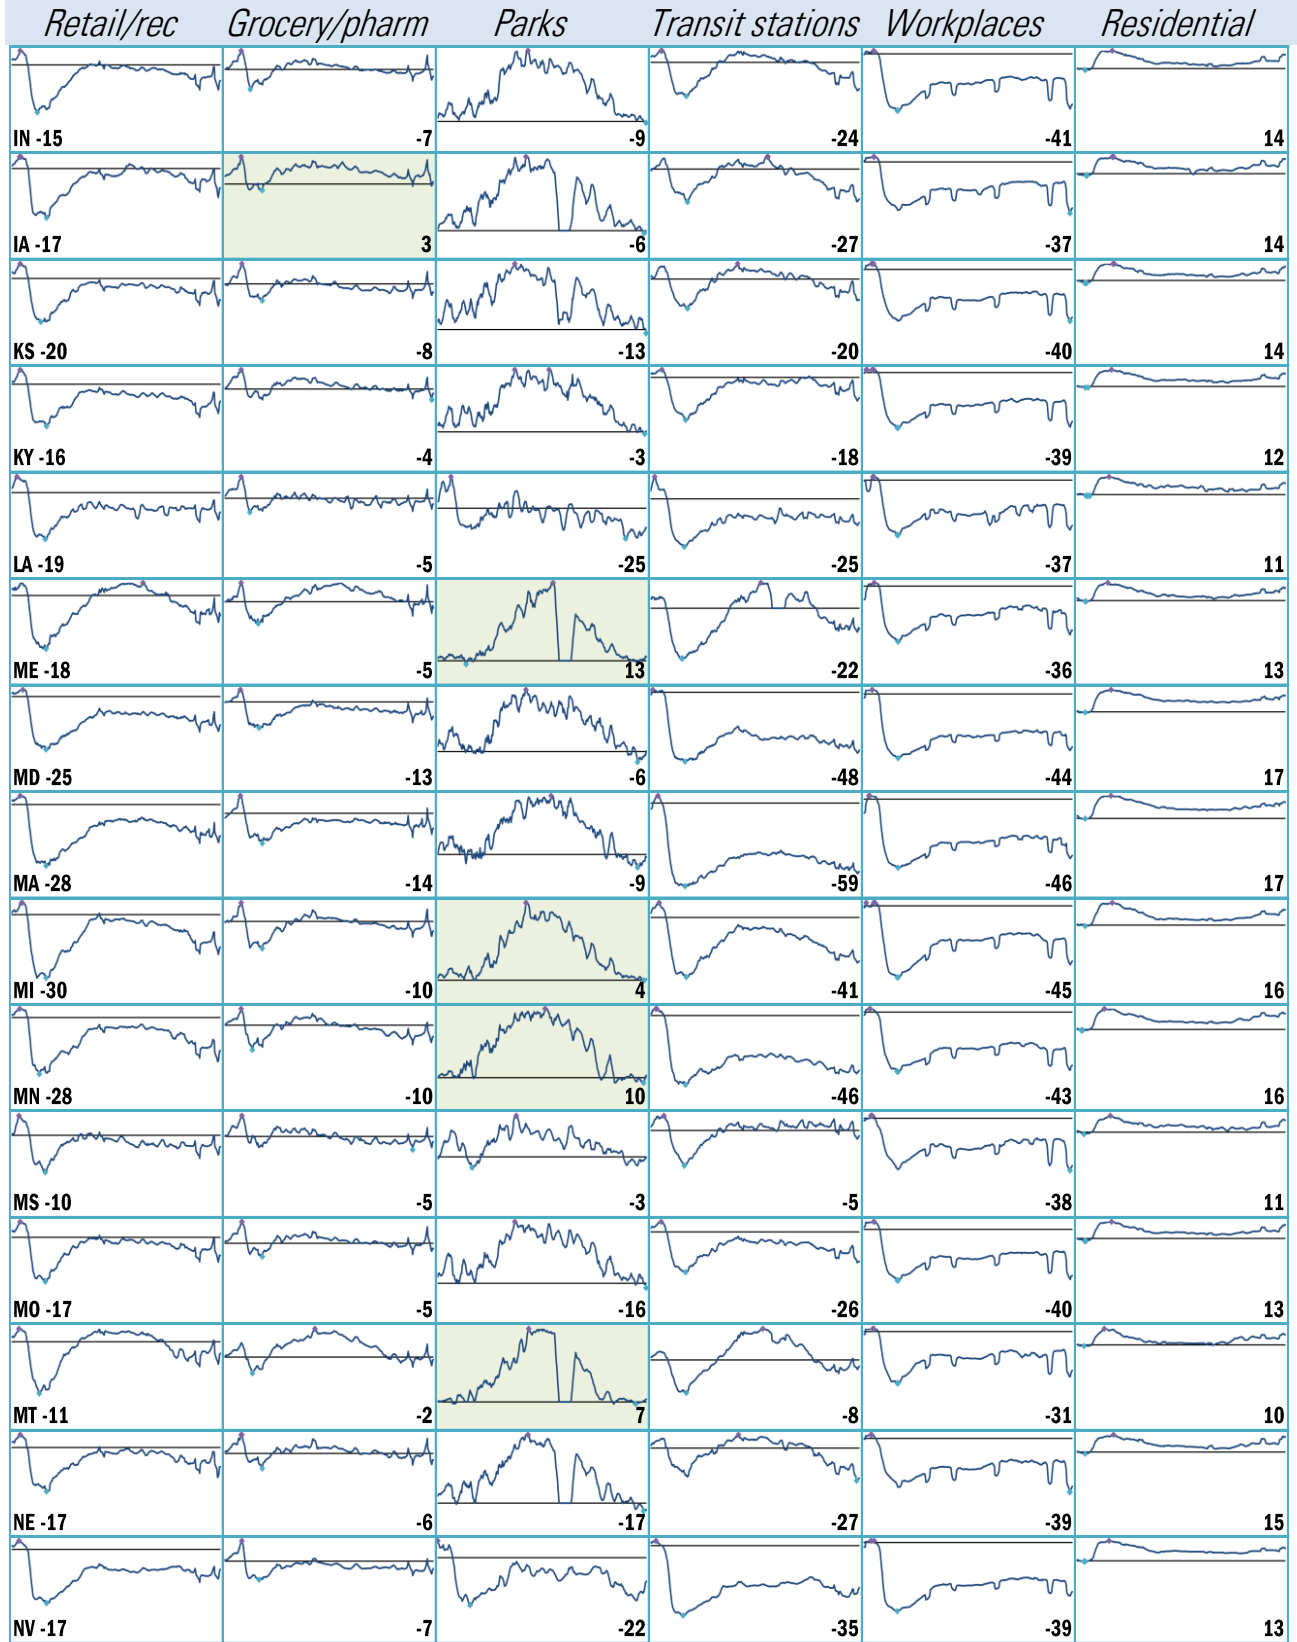 Retail/rec Grocery/pharm Parks Transit stations Workplaces Residential
IN -15 -7 -9 -24 -41 14
IA -17 3 -6 -27 -37 14
KS -20 -8 -13 -20 -40 14
KY -16 -4 -3 -18 -39 12
LA -19 -5 -25 -25 -37 11
ME -18 -5 13 -22 -36 13
MD -25 -13 -6 -48 -44 17
MA -28 -14 -9 -59 -46 17
MI -30 -10 4 -41 -45 16
MN -28 -10 10 -46 -43 16
MS -10 -5 -3 -5 -38 11
MO -17 -5 -16 -26 -40 13
MT -11 -2 7 -8 -31 10
NE -17 -6 -17 -27 -39 15
NV -17 -7 -22 -35 -39 13